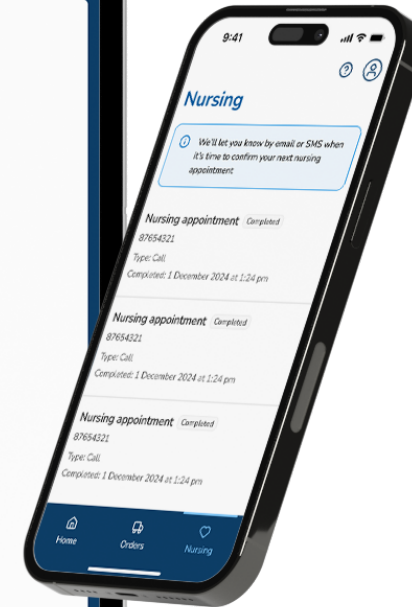 9:41
Nursing
We'll let you know by email or SMS when
it's time to confirm your next nursing
appointment
Nursing appointment Completed
87654321
Type: Call
Completed: 1 December 2024 at 1:24 pm
Nursing appointment Completed
87654321
Type: Call
Completed: 1 December 2024 at 1:24 pm
Nursing appointment Completed
87654321
Type: Call
Completed: 1 December 2024 at 1:24 pm
Home Orders Nursing